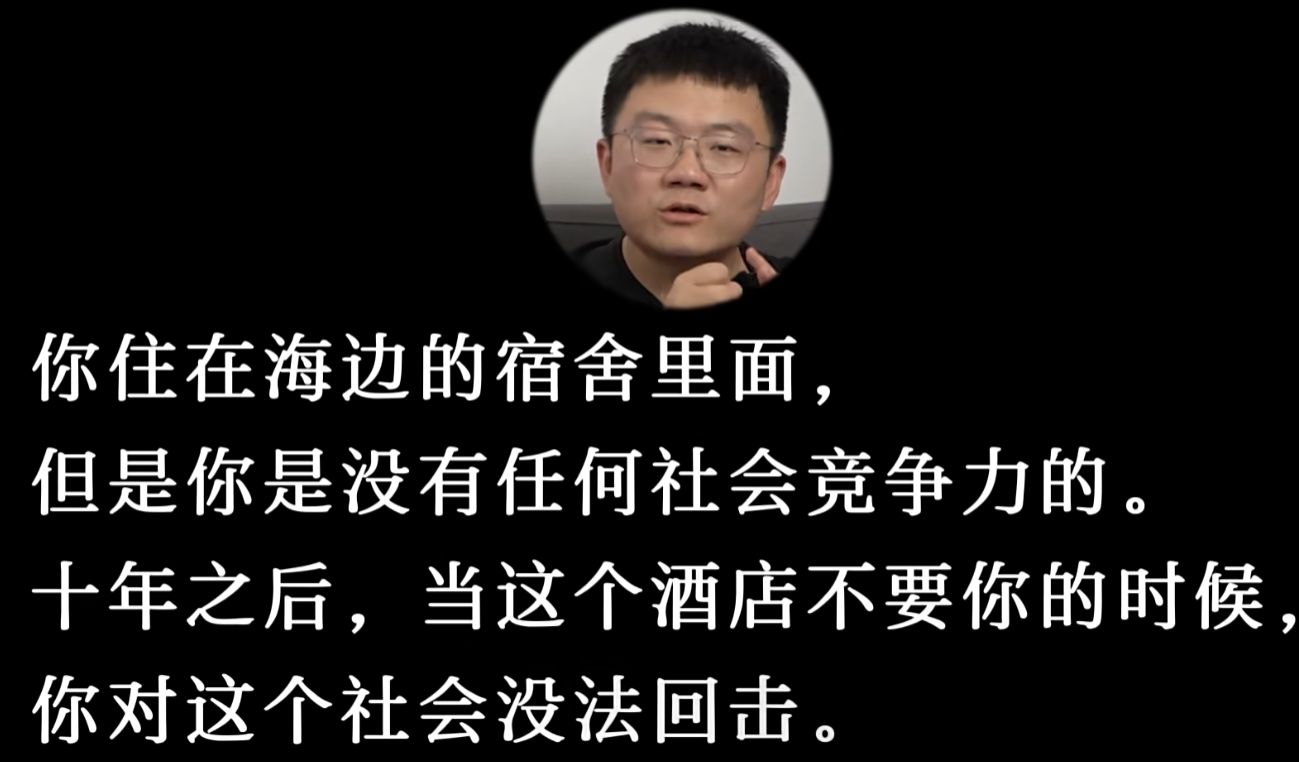 你住在海边的宿舍里面，
但是你是没有任何社会竞争力的。
十年之后，当这个酒店不要你的时候，
你对这个社会没法回击。